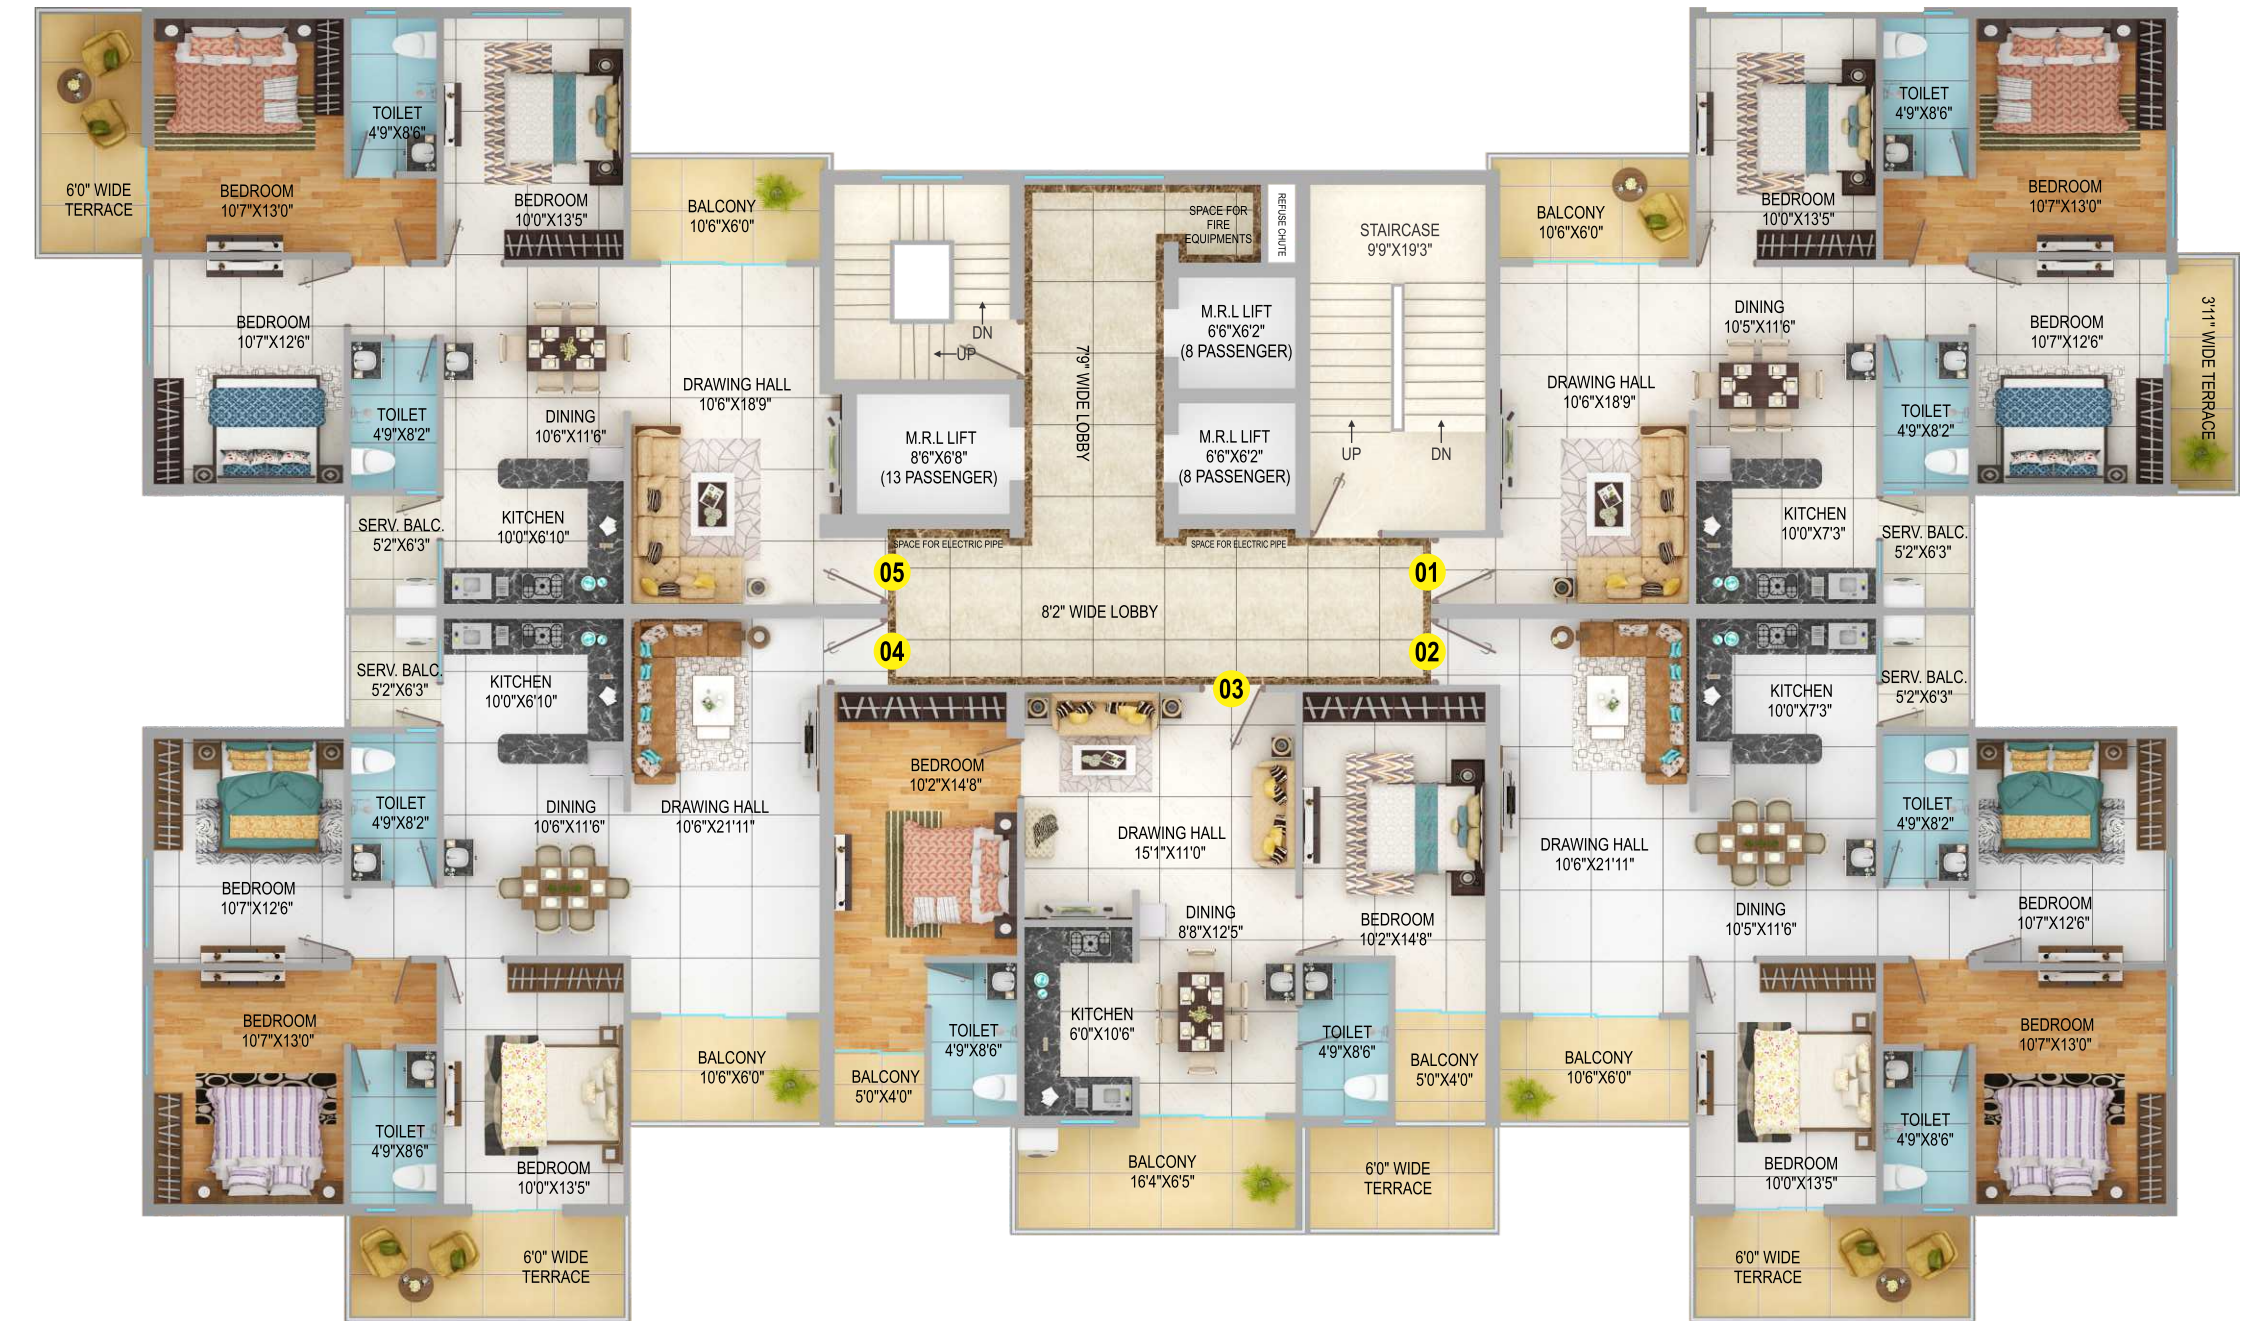 6'0" WIDE
TERRACE
BEDROOM
10'7"X13'0"
TOILET
4'9"X8'6"
BEDROOM
10'0"X13'5"
BALCONY
10'6"X6'0"
BEDROOM
10'7"X12'6"
TOILET
4'9"X8'2"
DINING
10'6"X11'6"
DRAWING HALL
10'6"X18'9"
SERV. BALC.
5'2"X6'3"
KITCHEN
10'0"X6'10"
DN
UP
M.R.L LIFT
8'6"X6'8"
(13 PASSENGER)
SPACE FOR ELECTRIC PIPE
05
7'9" WIDE LOBBY
SPACE FOR
FIRE
EQUIPMENTS
REFUSE CHUTE
M.R.L LIFT
6'6"X6'2"
(8 PASSENGER)
M.R.L LIFT
6'6"X6'2"
(8 PASSENGER)
SPACE FOR ELECTRIC PIPE
STAIRCASE
9'9"X19'3"
UP
DN
01
8'2" WIDE LOBBY
BALCONY
10'6"X6'0"
BEDROOM
10'0"X13'5"
TOILET
4'9"X8'6"
BEDROOM
10'7"X13'0"
DRAWING HALL
10'6"X18'9"
DINING
10'5"X11'6"
TOILET
4'9"X8'2"
BEDROOM
10'7"X12'6"
3'11" WIDE TERRACE
KITCHEN
10'0"X7'3"
SERV. BALC.
5'2"X6'3"
04
SERV. BALC.
5'2"X6'3"
KITCHEN
10'0"X6'10"
TOILET
4'9"X8'2"
DINING
10'6"X11'6"
DRAWING HALL
10'6"X21'11"
BEDROOM
10'7"X12'6"
BEDROOM
10'7"X13'0"
TOILET
4'9"X8'6"
BEDROOM
10'0"X13'5"
BALCONY
10'6"X6'0"
6'0" WIDE
TERRACE
03
BEDROOM
10'2"X14'8"
DRAWING HALL
15'1"X11'0"
DINING
8'8"X12'5"
BEDROOM
10'2"X14'8"
TOILET
4'9"X8'6"
KITCHEN
6'0"X10'6"
TOILET
4'9"X8'6"
BALCONY
5'0"X4'0"
BALCONY
5'0"X4'0"
BALCONY
16'4"X6'5"
6'0" WIDE
TERRACE
02
KITCHEN
10'0"X7'3"
SERV. BALC.
5'2"X6'3"
DRAWING HALL
10'6"X21'11"
TOILET
4'9"X8'2"
DINING
10'5"X11'6"
BEDROOM
10'7"X12'6"
BALCONY
10'6"X6'0"
BEDROOM
10'7"X13'0"
TOILET
4'9"X8'6"
BEDROOM
10'0"X13'5"
6'0" WIDE
TERRACE